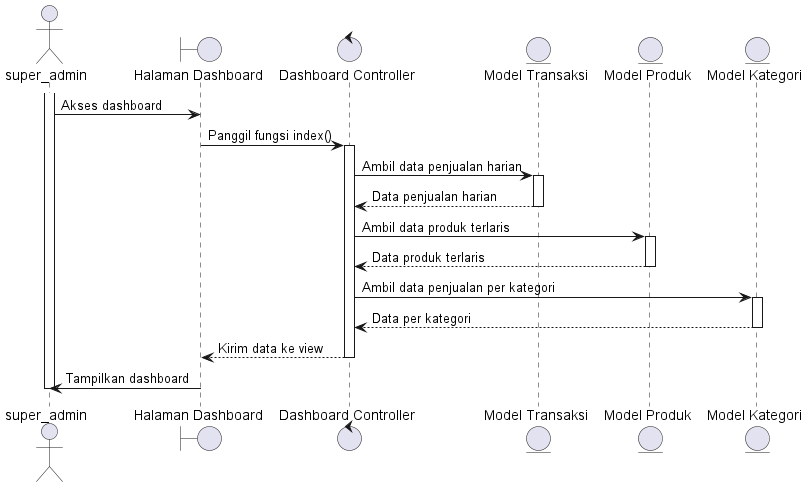 super_admin
Halaman Dashboard
Dashboard Controller
Model Transaksi
Model Produk
Model Kategori
Akses dashboard
Panggil fungsi index()
Ambil data penjualan harian
Data penjualan harian
Ambil data produk terlaris
Data produk terlaris
Ambil data penjualan per kategori
Data per kategori
Kirim data ke view
Tampilkan dashboard
super_admin
Halaman Dashboard
Dashboard Controller
Model Transaksi
Model Produk
Model Kategori